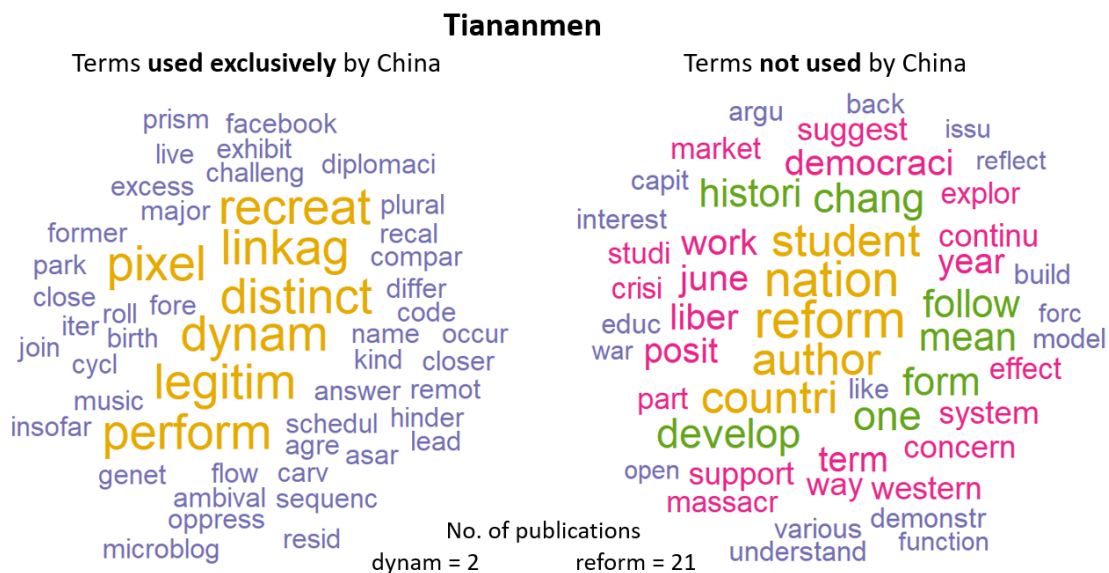 Tiananmen
Terms used exclusively by China
prism facebook
live exhibit
challeng diplomaci
excess
major recreat plural
former linkag recal
park pixel compar
close distinct differ
roll fore code
iter birth dynam name occur
join cycl kind closer
legitim answer remot
music
insofar perform schedul hinder
agre asar lead
genet flow carv
ambival sequenc
oppress
microblog resid
Terms not used by China
argu back
suggest issu
market democraci reflect
capit histori chang explor
interest student continu
studi work year
crisi june nation build
follow
educ liber reform forc
war posit mean model
author effect
part countri like form
one system
develop concern
open support term
massacr way western
various demonstr
understand function
No. of publications
dynam = 2 reform = 21